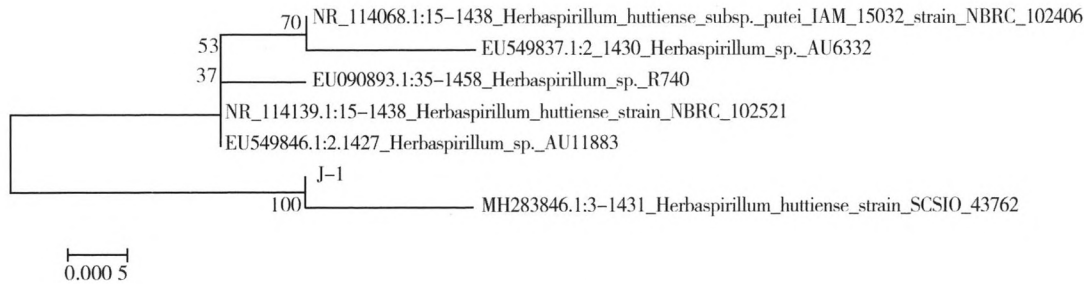 70
NR_114068.1:15-1438_Herbaspirillum_huttiense_subsp._putei_IAM_15032_strain_NBRC_102406
53
EU549837.1:2_1430_Herbaspirillum_sp._AU6332
37
EU090893.1:35-1458_Herbaspirillum_sp._R740
NR_114139.1:15-1438_Herbaspirillum_huttiense_strain_NBRC_102521
EU549846.1:2.1427_Herbaspirillum_sp._AU11883
J-1
100
MH283846.1:3-1431_Herbaspirillum_huttiense_strain_SCSIO_43762
0.000 5